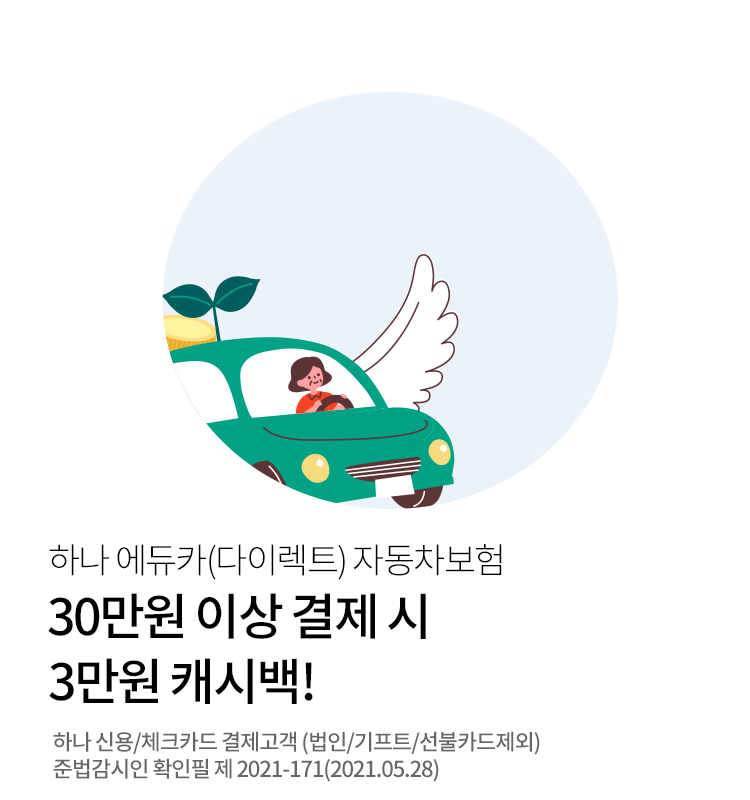 하나 에듀카(다이렉트) 자동차보험
30만원 이상 결제 시
3만원 캐시백!
하나 신용/체크카드 결제고객 (법인/기프트/선불카드제외)
준법감시인 확인필 제 2021-171(2021.05.28)